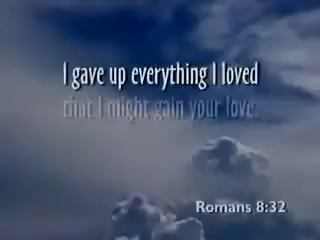 I gave up everything I loved
that I might gain your love.
Romans 8:32